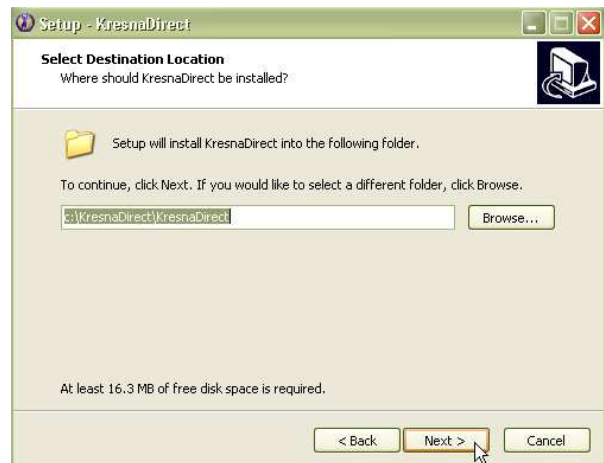 Setup - KresnaDirect
Select Destination Location
Where should KresnaDirect be installed?
Setup will install KresnaDirect into the following folder.
To continue, click Next. If you would like to select a different folder, click Browse.
c:\KresnaDirect\KresnaDirect
Browse...
At least 16.3 MB of free disk space is required.
< Back
Next >
Cancel